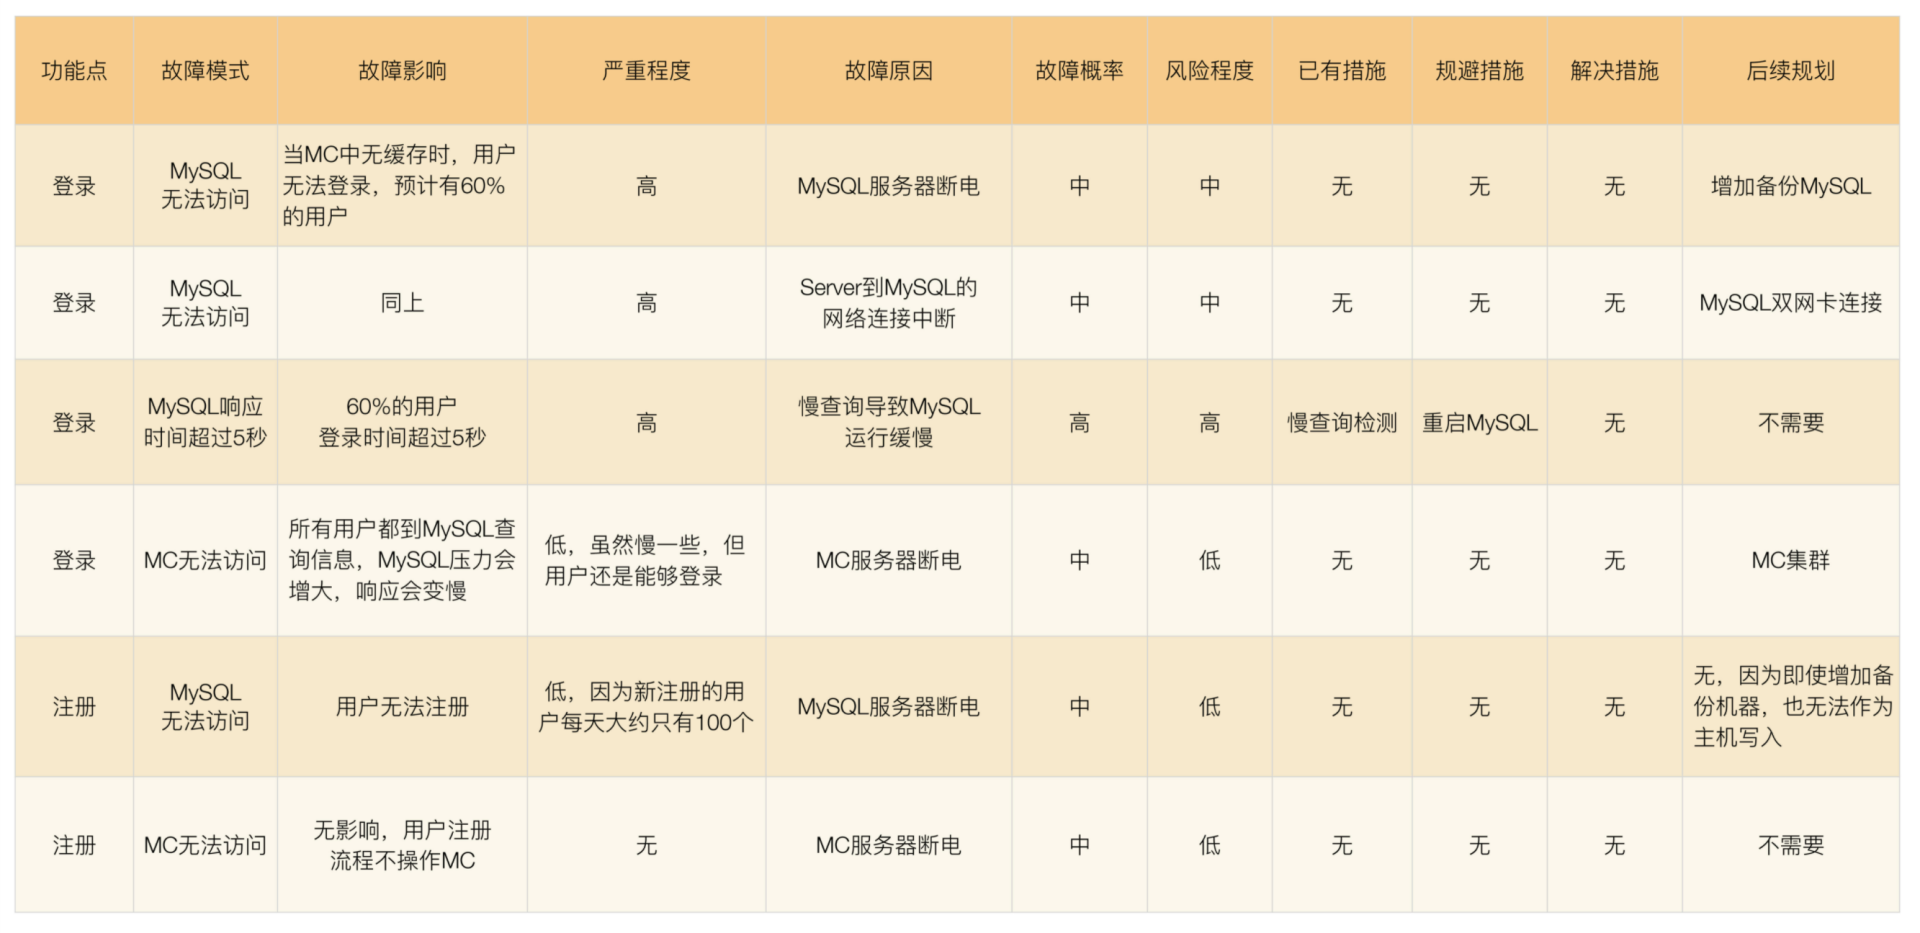 功能点 故障模式 故障影响 严重程度 故障原因 故障概率 风险程度 已有措施 规避措施 解决措施 后续规划
登录
MySQL
无法访问
当MC中无缓存时，用户
无法登录，预计有60%
的用户
高
MySQL服务器断电
中
中
无
无
无
增加备份MySQL
登录
MySQL
无法访问
同上
高
Server到MySQL的
网络连接中断
中
中
无
无
无
MySQL双网卡连接
登录
MySQL响应
时间超过5秒
60%的用户
登录时间超过5秒
高
慢查询导致MySQL
运行缓慢
高
高
慢查询检测
重启MySQL
无
不需要
登录
MC无法访问
所有用户都到MySQL查
询信息，MySQL压力会
增大，响应会变慢
低，虽然慢一些，但
用户还是能够登录
MC服务器断电
中
低
无
无
无
MC集群
注册
MySQL
无法访问
用户无法注册
低，因为新注册的用
户每天大约只有100个
MySQL服务器断电
中
低
无
无
无
无，因为即使增加备
份机器，也无法作为
主机写入
注册
MC无法访问
无影响，用户注册
流程不操作MC
无
MC服务器断电
中
低
无
无
无
不需要